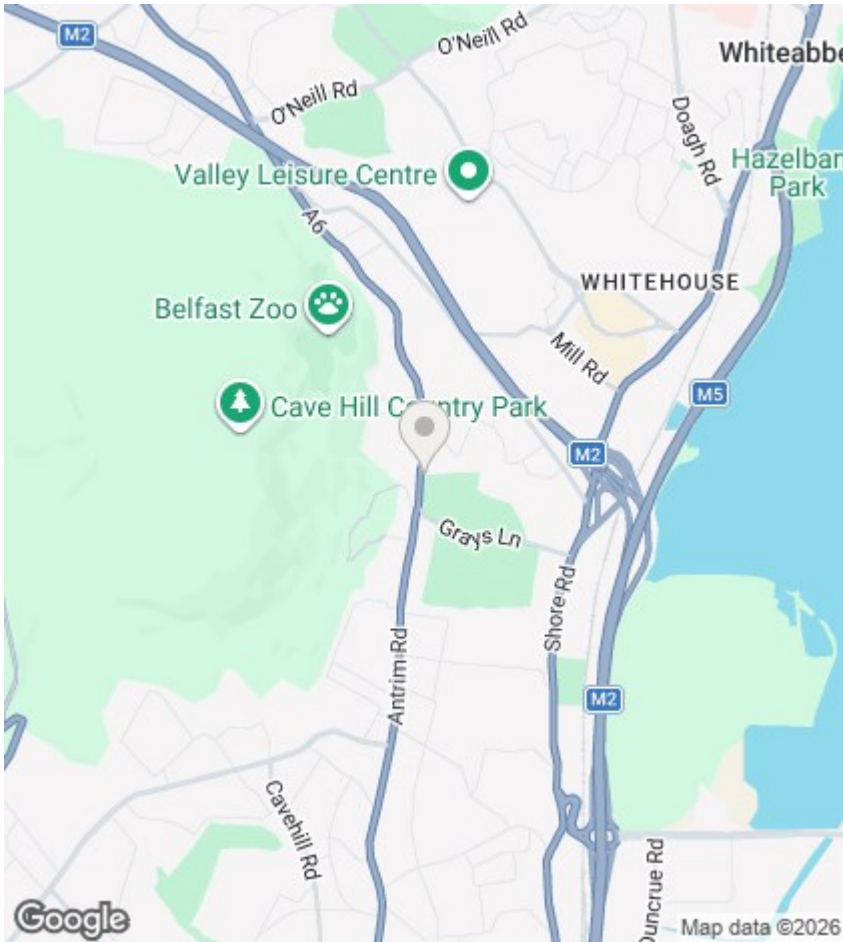 M2
O'Neill Rd
Whiteabbe
O'Neill Rd
Doagh Rd
Valley Leisure Centre
Hazelban
Park
A6
WHITEHOUSE
Belfast Zoo
Mill Rd
M5
Cave Hill Country Park
M2
Grays Ln
Shore Rd
Antrim Rd
M2
Cavehill Rd
Duncrue Rd
Google
Map data ©2026